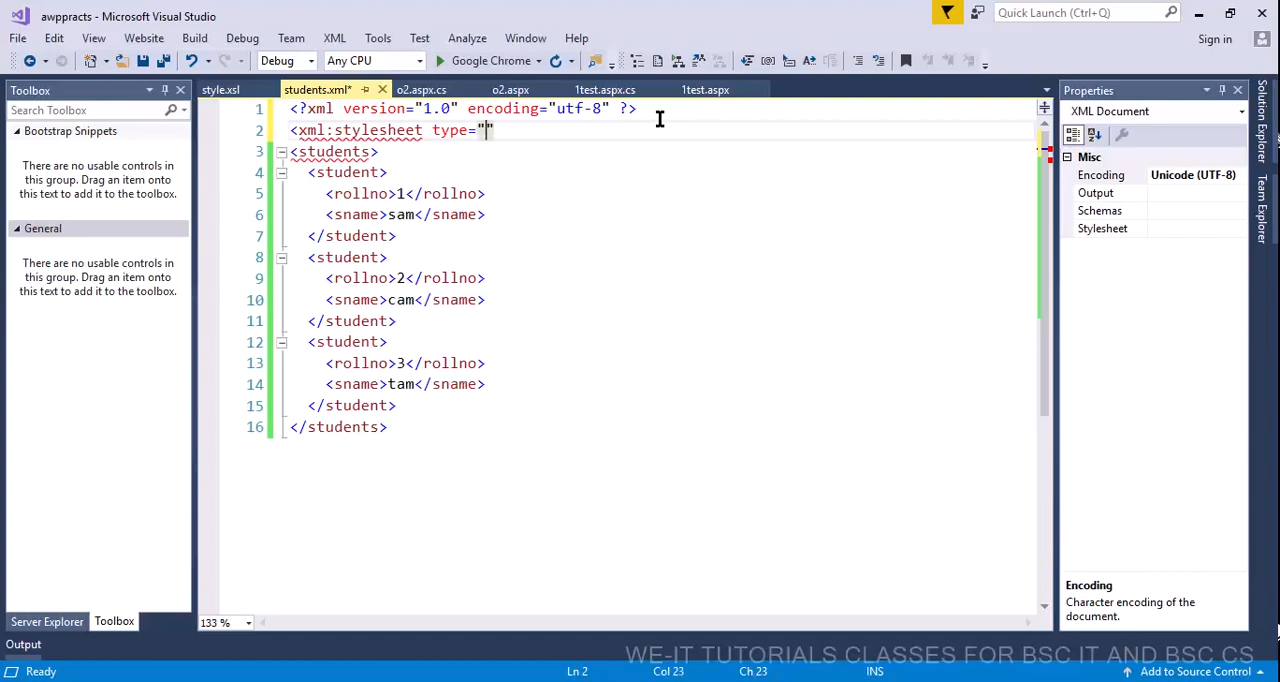 awppracts - Microsoft Visual Studio
Quick Launch (Ctrl+Q)
File Edit View Website Build Debug Team XML Tools Test Analyze Window Help
Sign in
Debug Any CPU Google Chrome
Toolbox
style.xsl students.xml* o2.aspx.cs o2.aspx 1test.aspx.cs 1test.aspx
Properties
Search Toolbox
XML Document
Bootstrap Snippets
There are no usable controls in
this group. Drag an item onto
this text to add it to the toolbox.
General
There are no usable controls in
this group. Drag an item onto
this text to add it to the toolbox.
1 <?xml version="1.0" encoding="utf-8" ?>
2 <xml:stylesheet type=""
3 <students>
4 <student>
5 <rollno>1</rollno>
6 <sname>sam</sname>
7 </student>
8 <student>
9 <rollno>2</rollno>
10 <sname>cam</sname>
11 </student>
12 <student>
13 <rollno>3</rollno>
14 <sname>tam</sname>
15 </student>
16 </students>
Misc
Encoding Unicode (UTF-8)
Output
Schemas
Stylesheet
Encoding
Character encoding of the
document.
Solution Explorer
Team Explorer
133 %
Server Explorer Toolbox
Output
WE-IT TUTORIALS CLASSES FOR BSC IT AND BSC CS
Ready Ln 2 Col 23 Ch 23 INS Add to Source Control